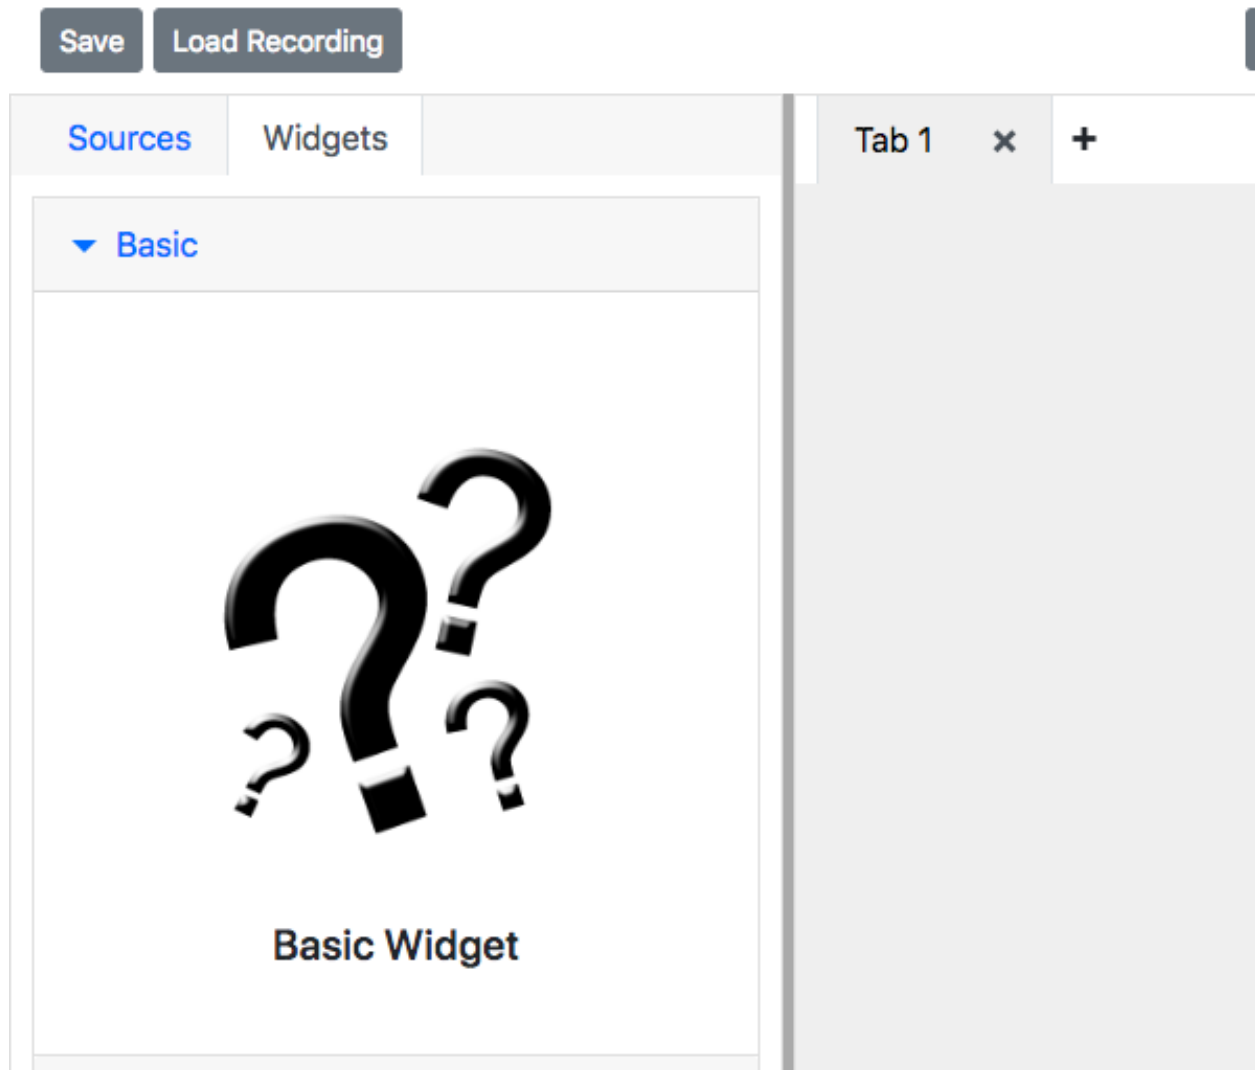 Save Load Recording
Sources Widgets
Tab 1 × +
Basic
????
Basic Widget